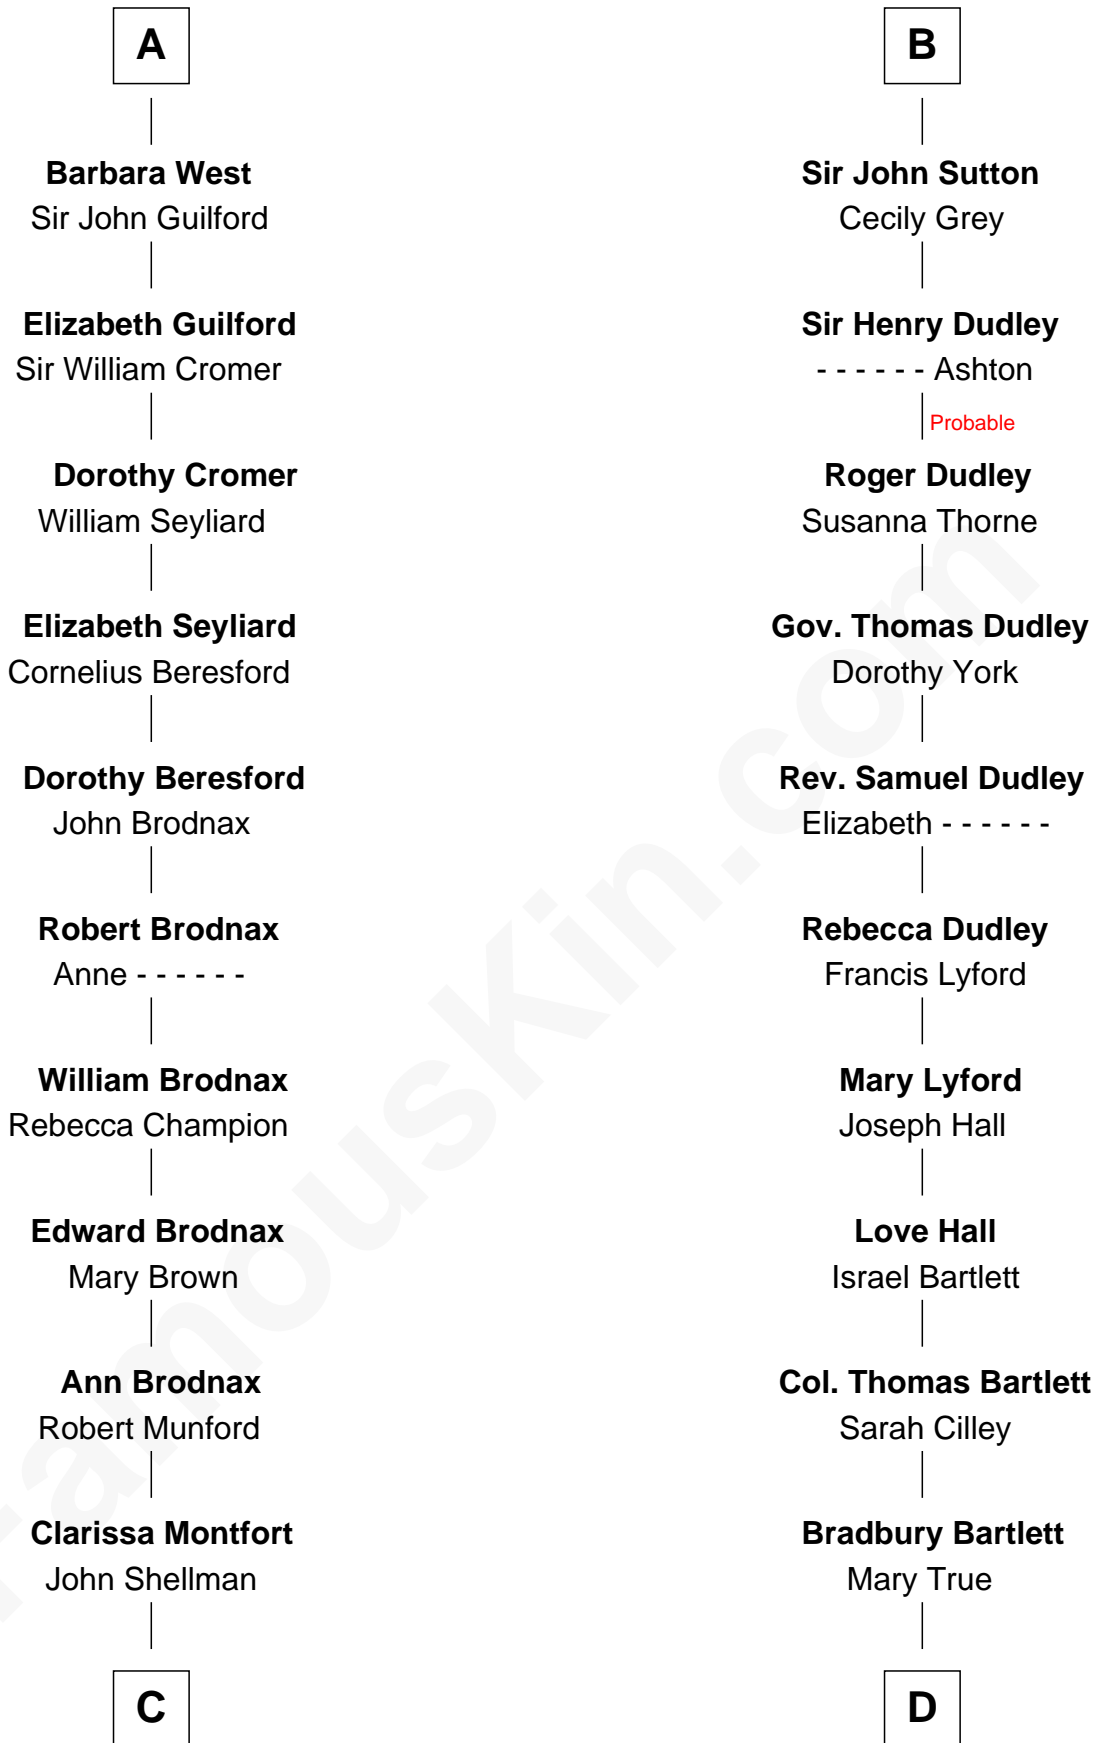 A
Barbara West
Sir John Guilford
Elizabeth Guilford
Sir William Cromer
Dorothy Cromer
William Seyliard
Elizabeth Seyliard
Cornelius Beresford
Dorothy Beresford
John Brodnax
Robert Brodnax
Anne - - - - - -
William Brodnax
Rebecca Champion
Edward Brodnax
Mary Brown
Ann Brodnax
Robert Munford
Clarissa Montfort
John Shellman
C
B
Sir John Sutton
Cecily Grey
Sir Henry Dudley
- - - - - - Ashton
Probable
Roger Dudley
Susanna Thorne
Gov. Thomas Dudley
Dorothy York
Rev. Samuel Dudley
Elizabeth - - - - - -
Rebecca Dudley
Francis Lyford
Mary Lyford
Joseph Hall
Love Hall
Israel Bartlett
Col. Thomas Bartlett
Sarah Cilley
Bradbury Bartlett
Mary True
D
FamousKin.com